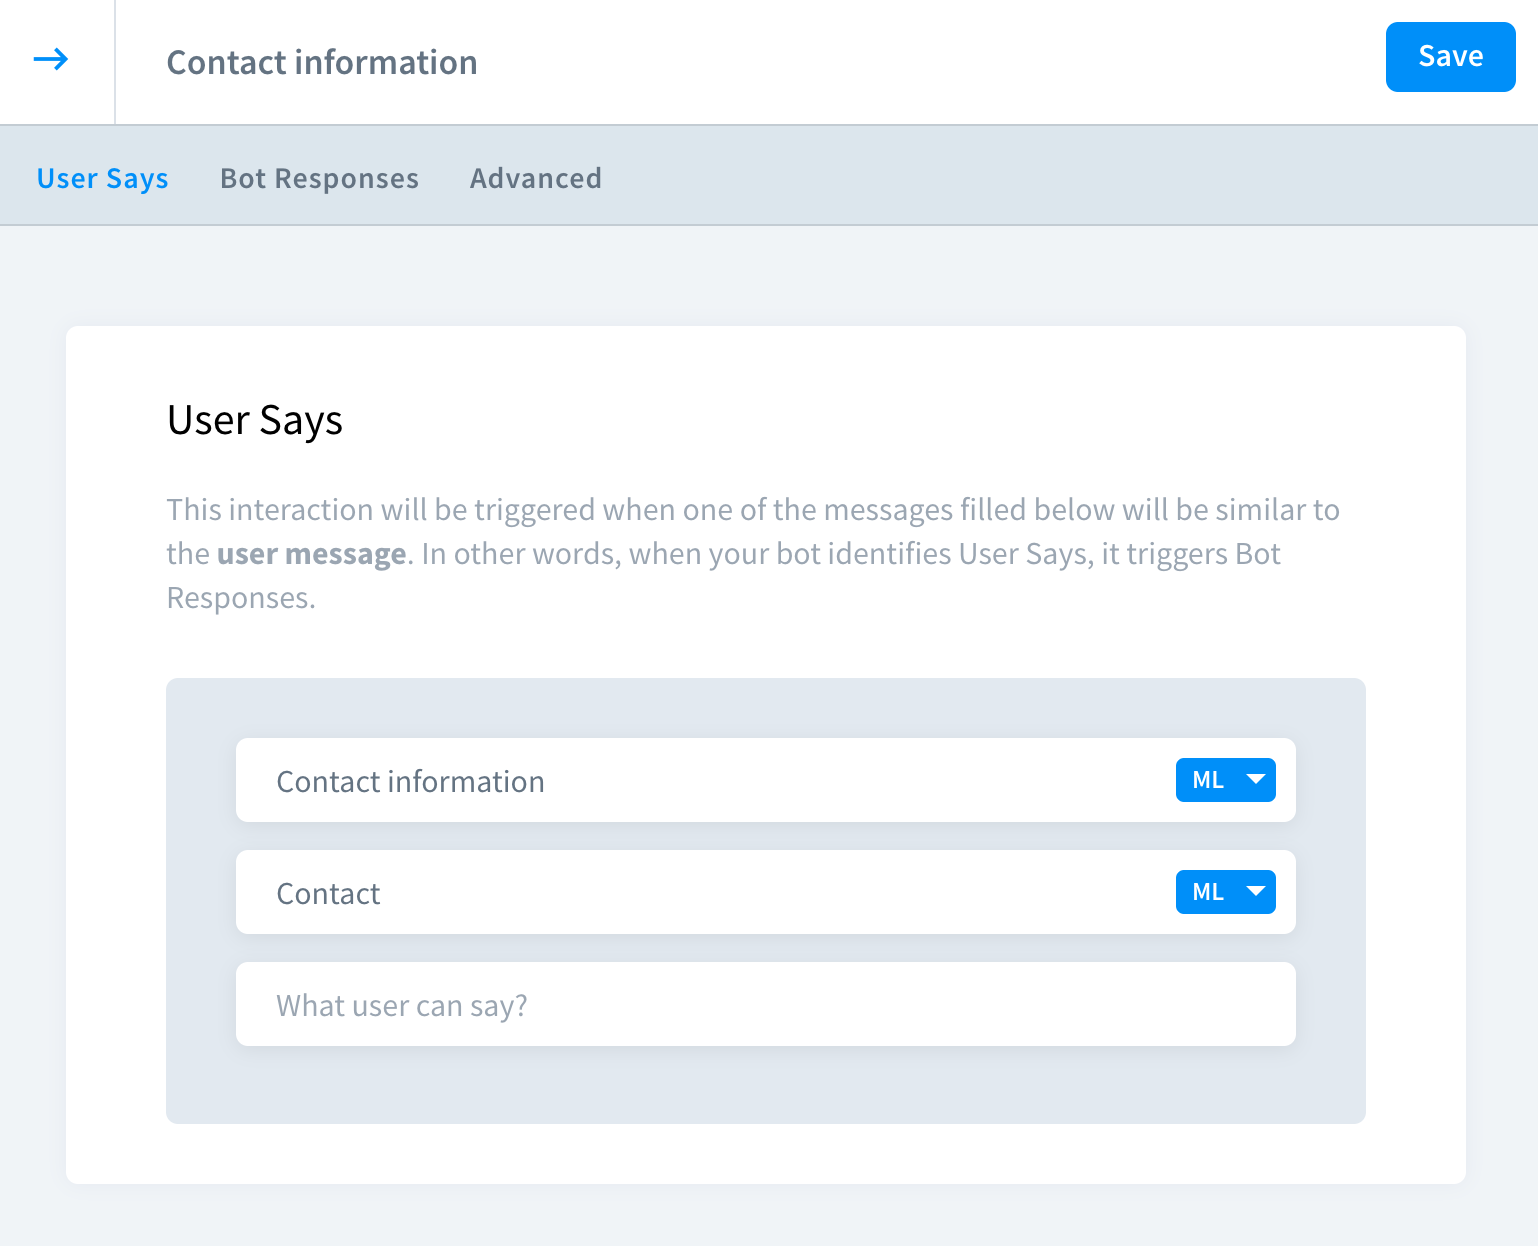 Contact information
Save
User Says
Bot Responses
Advanced
User Says
This interaction will be triggered when one of the messages filled below will be similar to
the user message. In other words, when your bot identifies User Says, it triggers Bot
Responses.
Contact information
ML
Contact
ML
What user can say?